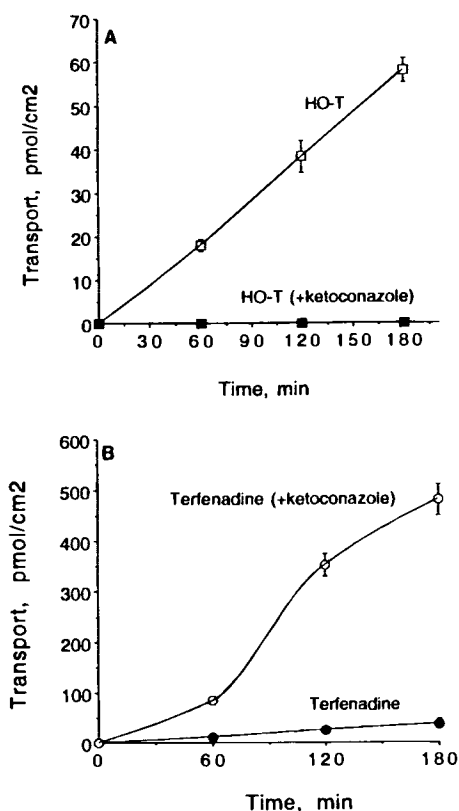 A
70
60
50
40
30
20
10
0
Transport, pmol/cm2
HO-T
HO-T (+ketoconazole)
0 30 60 90 120 150 180
Time, min
B
600
500
400
300
200
100
0
Transport, pmol/cm2
Terfenadine (+ketoconazole)
Terfenadine
0 60 120 180
Time, min